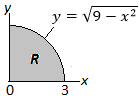 y
y = √(9 − x²)
R
0
3
x